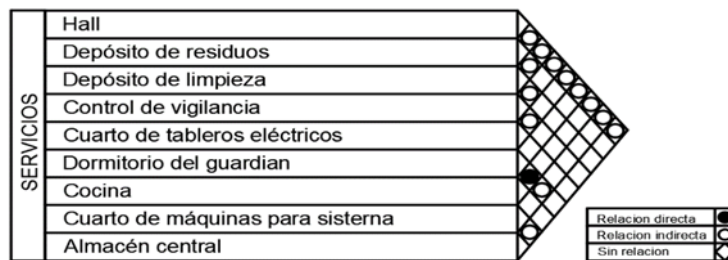 SERVICIOS
Hall
Depósito de residuos
Depósito de limpieza
Control de vigilancia
Cuarto de tableros eléctricos
Dormitorio del guardian
Cocina
Cuarto de máquinas para sisterna
Almacén central
Relacion directa
Relacion indirecta
Sin relacion